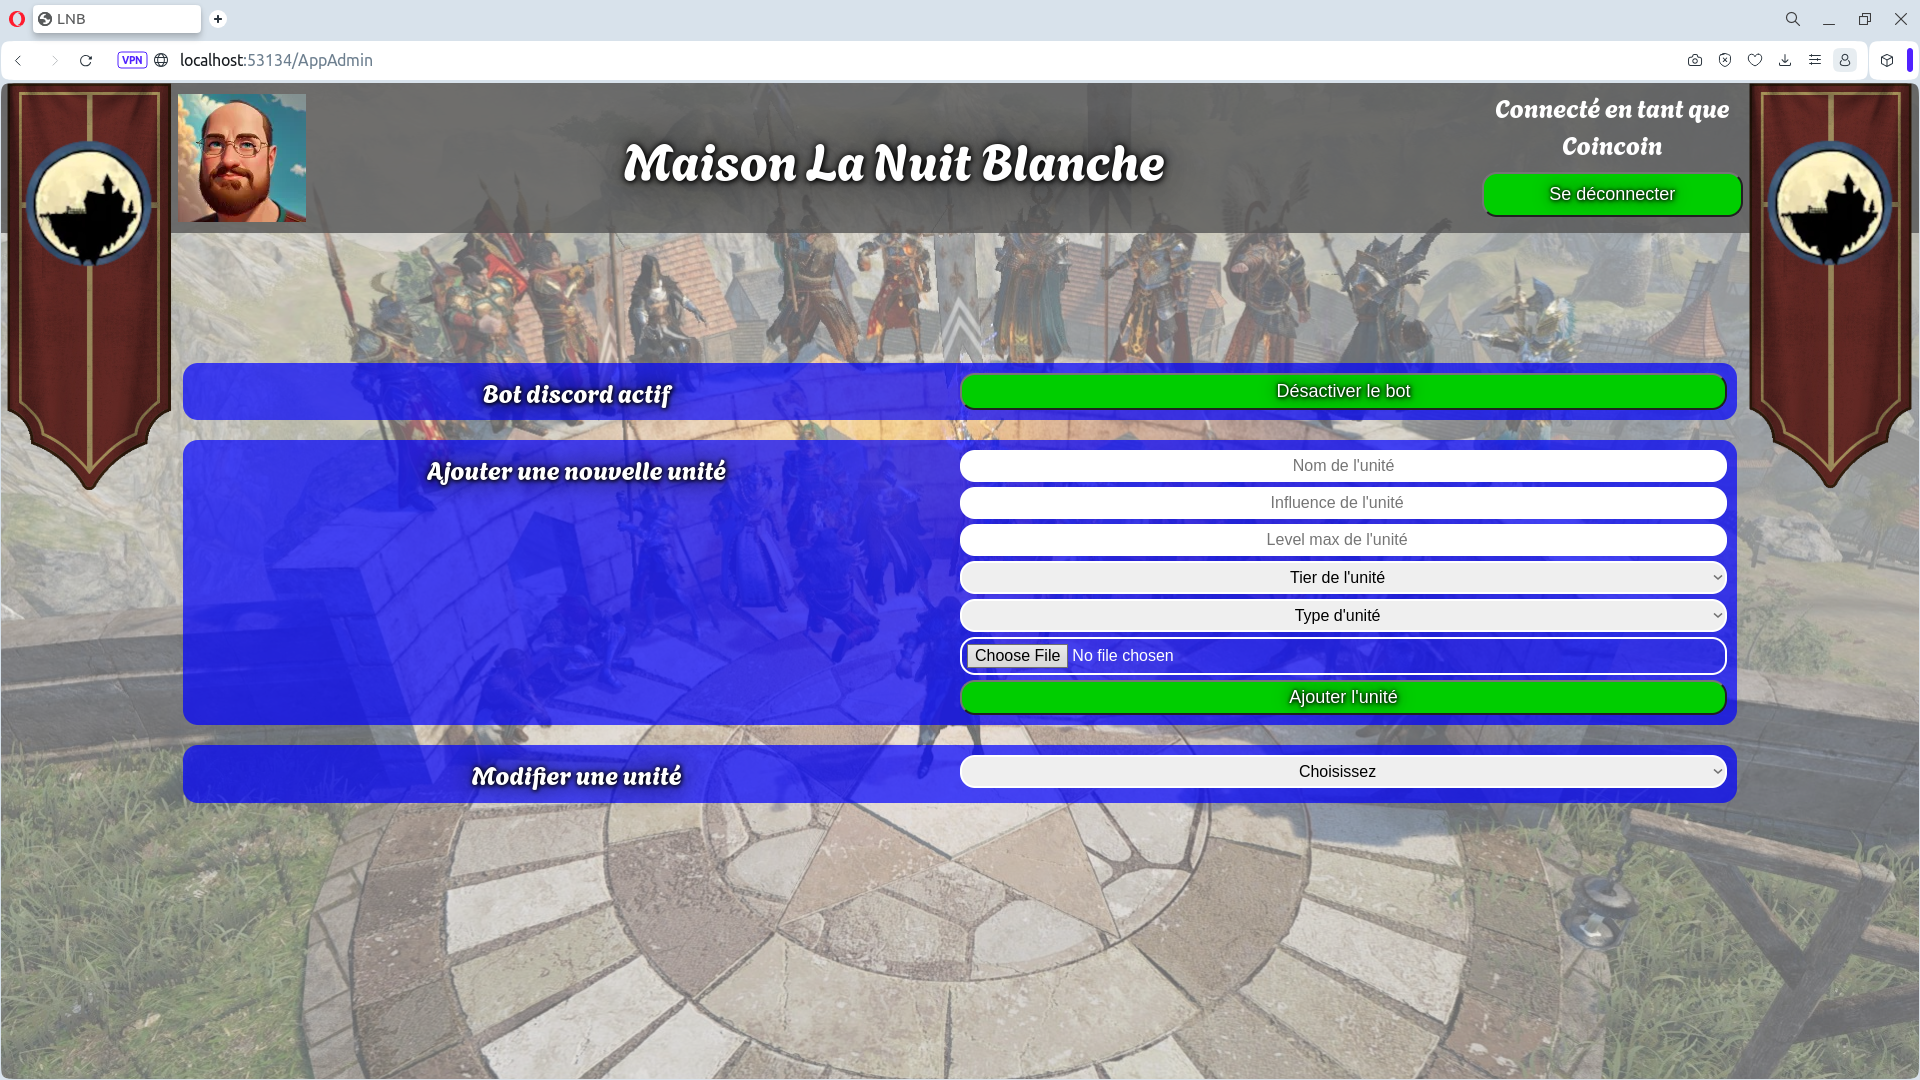 LNB
VPN
localhost:53134/AppAdmin
Maison La Nuit Blanche
Connecté en tant que
Coincoin
Se déconnecter
Bot discord actif
Désactiver le bot
Ajouter une nouvelle unité
Nom de l'unité
Influence de l'unité
Level max de l'unité
Tier de l'unité
Type d'unité
Choose File No file chosen
Ajouter l'unité
Modifier une unité
Choisissez